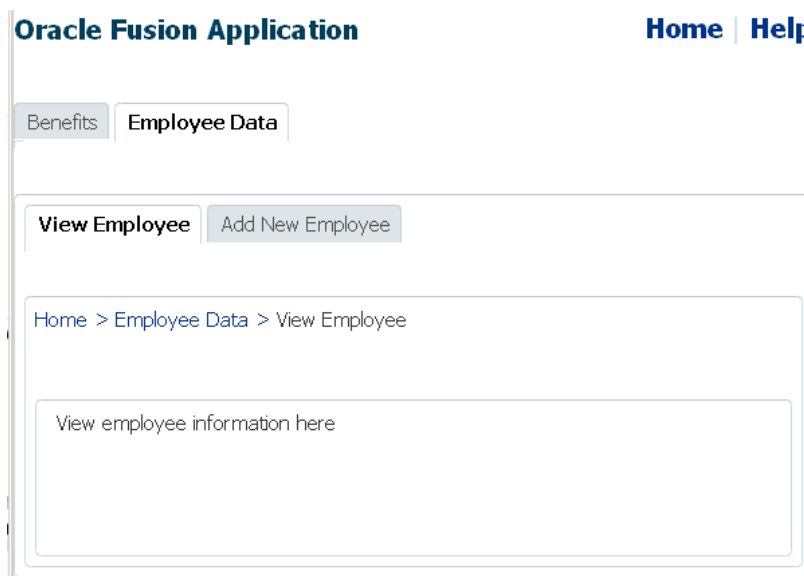 Oracle Fusion Application Home | Help
Benefits Employee Data
View Employee Add New Employee
Home > Employee Data > View Employee
View employee information here